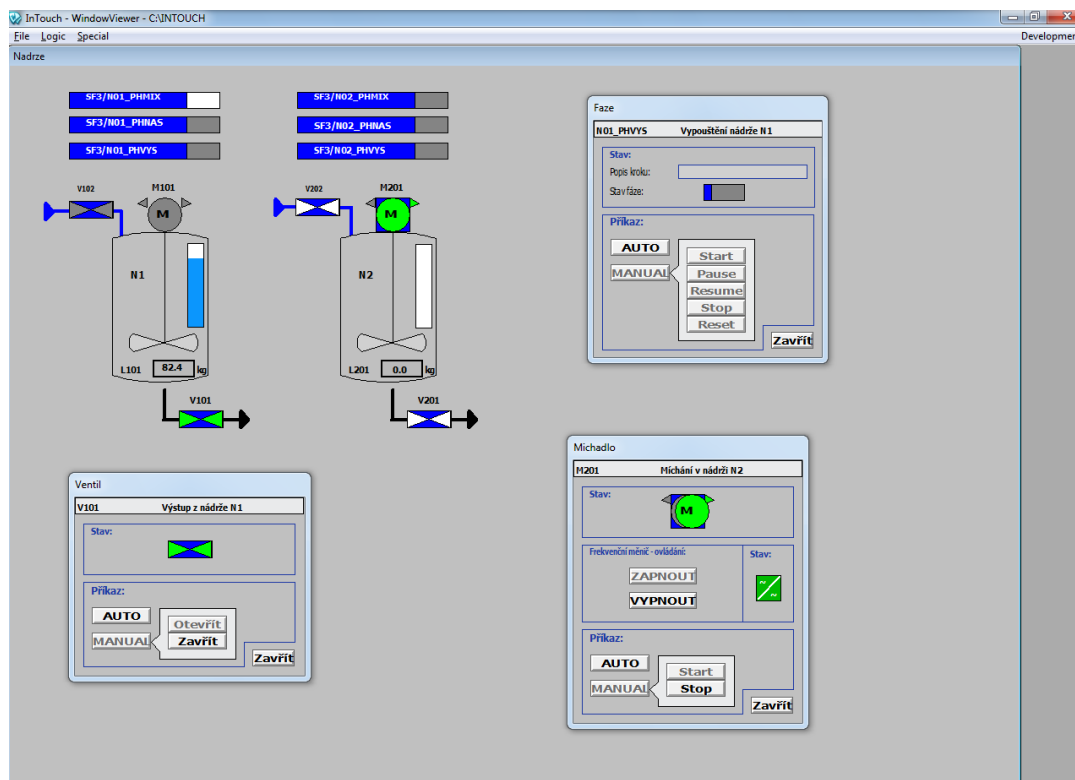 InTouch - WindowViewer - C:\INTOUCH
File Logic Special
Development
Nadrze
SF3/N01_PHMIX
SF3/N01_PHNAS
SF3/N01_PHVYS
SF3/N02_PHMIX
SF3/N02_PHNAS
SF3/N02_PHVYS
V102
M101
M
N1
L101 82.4 kg
V101
V202
M201
M
N2
L201 0.0 kg
V201
Faze
N01_PHVYS Vypouštění nádrže N1
Stav:
Popis kroku:
Stav fáze:
Příkaz:
AUTO
MANUAL
Start
Pause
Resume
Stop
Reset
Zavřít
Ventil
V101 Výstup z nádrže N1
Stav:
Příkaz:
AUTO
MANUAL
Otevřít
Zavřít
Zavřít
Michadlo
M201 Míchání v nádrži N2
Stav:
M
Frekvenční měnič - ovládání:
ZAPNOUT
VYPNOUT
Stav:
~
~
Příkaz:
AUTO
MANUAL
Start
Stop
Zavřít